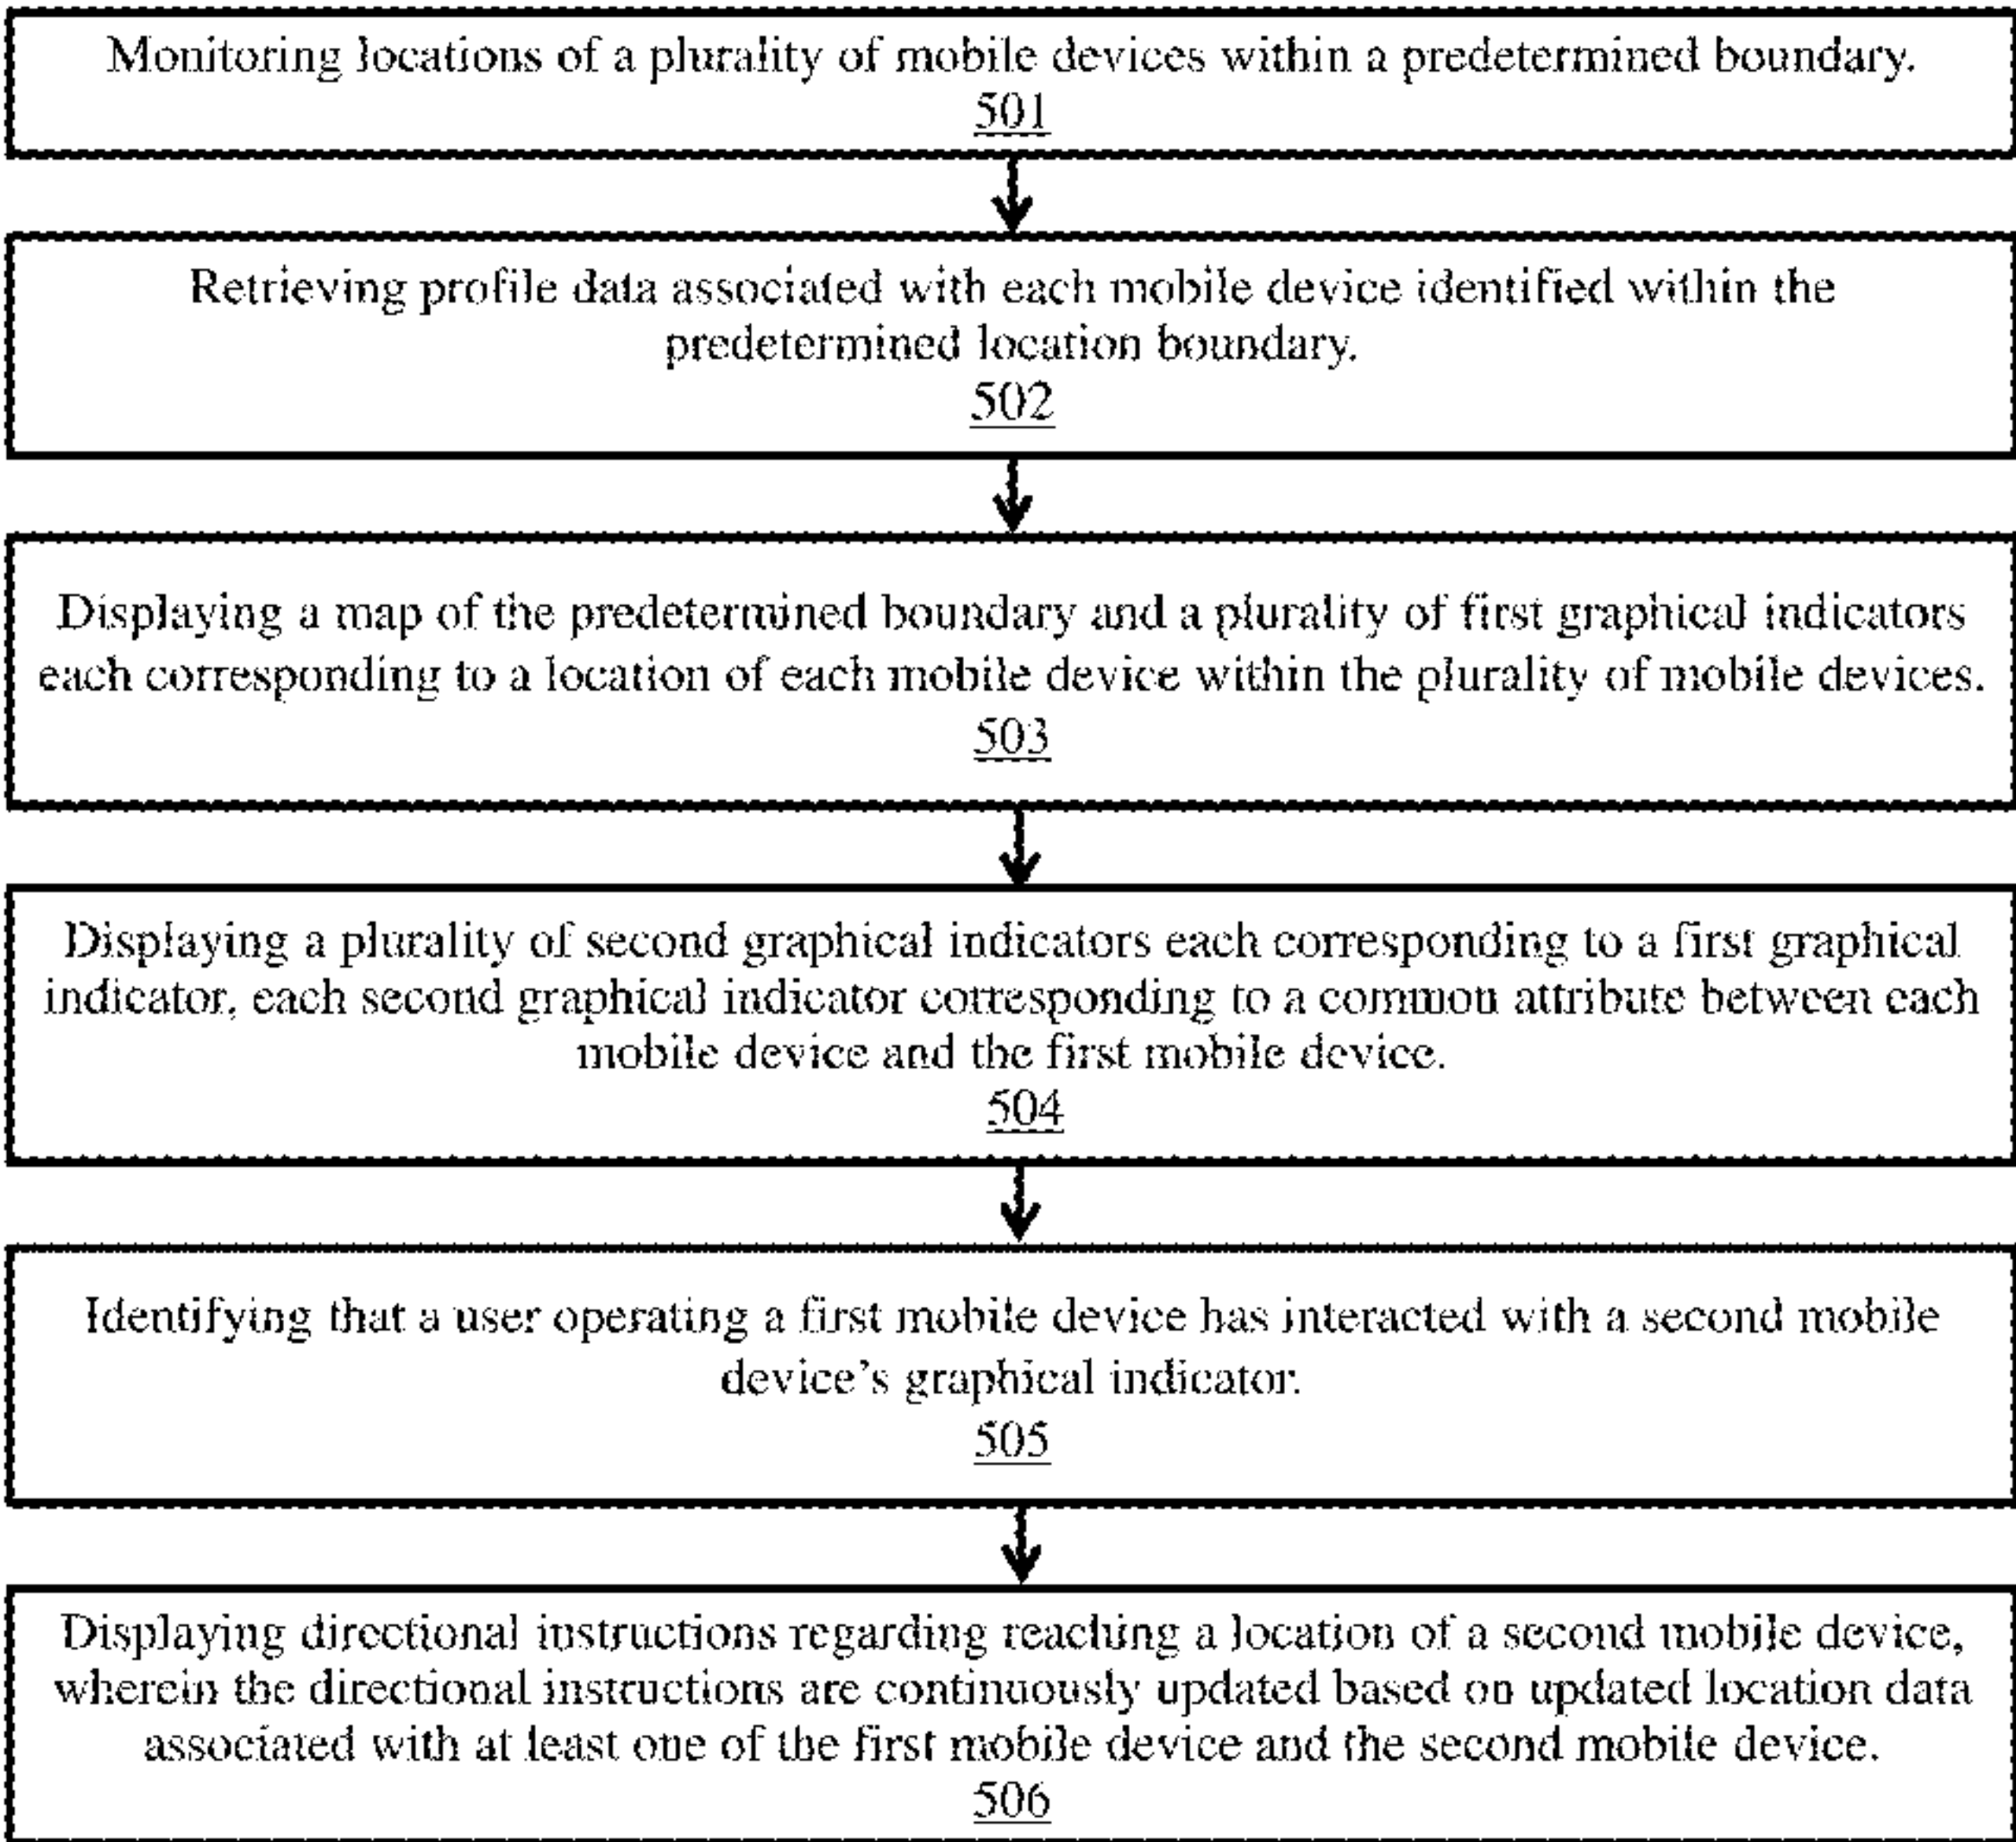 Monitoring locations of a plurality of mobile devices within a predetermined boundary.
501
Retrieving profile data associated with each mobile device identified within the
predetermined location boundary.
502
Displaying a map of the predetermined boundary and a plurality of first graphical indicators
each corresponding to a location of each mobile device within the plurality of mobile devices.
503
Displaying a plurality of second graphical indicators each corresponding to a first graphical
indicator, each second graphical indicator corresponding to a common attribute between each
mobile device and the first mobile device.
504
Identifying that a user operating a first mobile device has interacted with a second mobile
device’s graphical indicator.
505
Displaying directional instructions regarding reaching a location of a second mobile device,
wherein the directional instructions are continuously updated based on updated location data
associated with at least one of the first mobile device and the second mobile device.
506